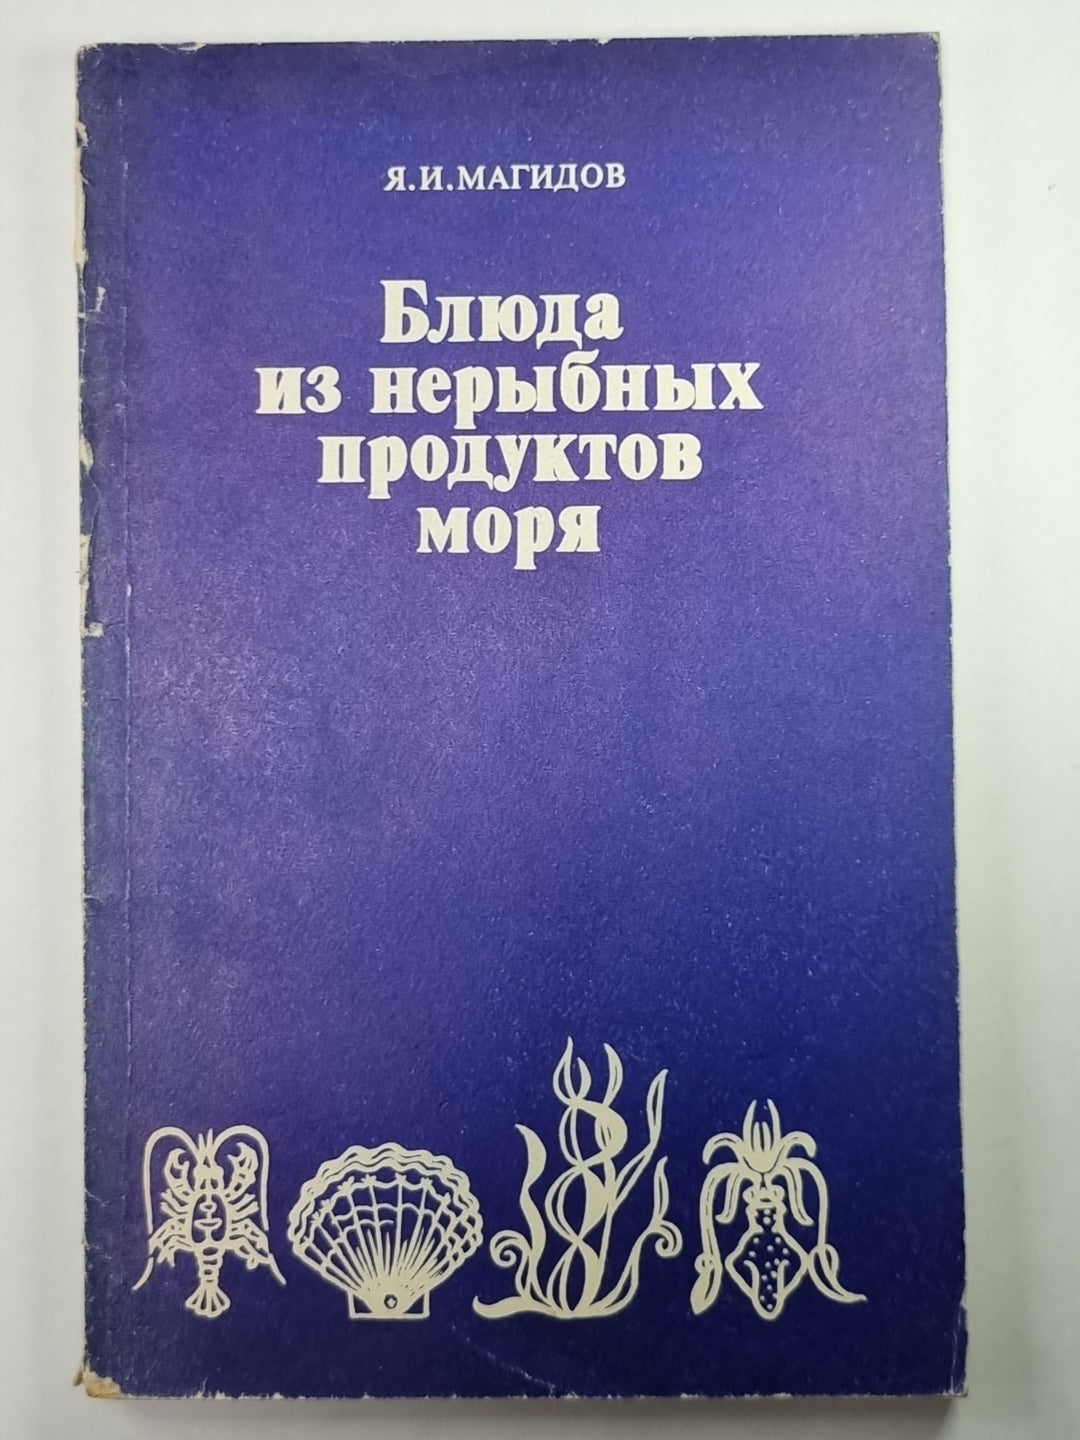 Я.И.МАГИДОВ
Блюда
из нерыбных
продуктов
моря